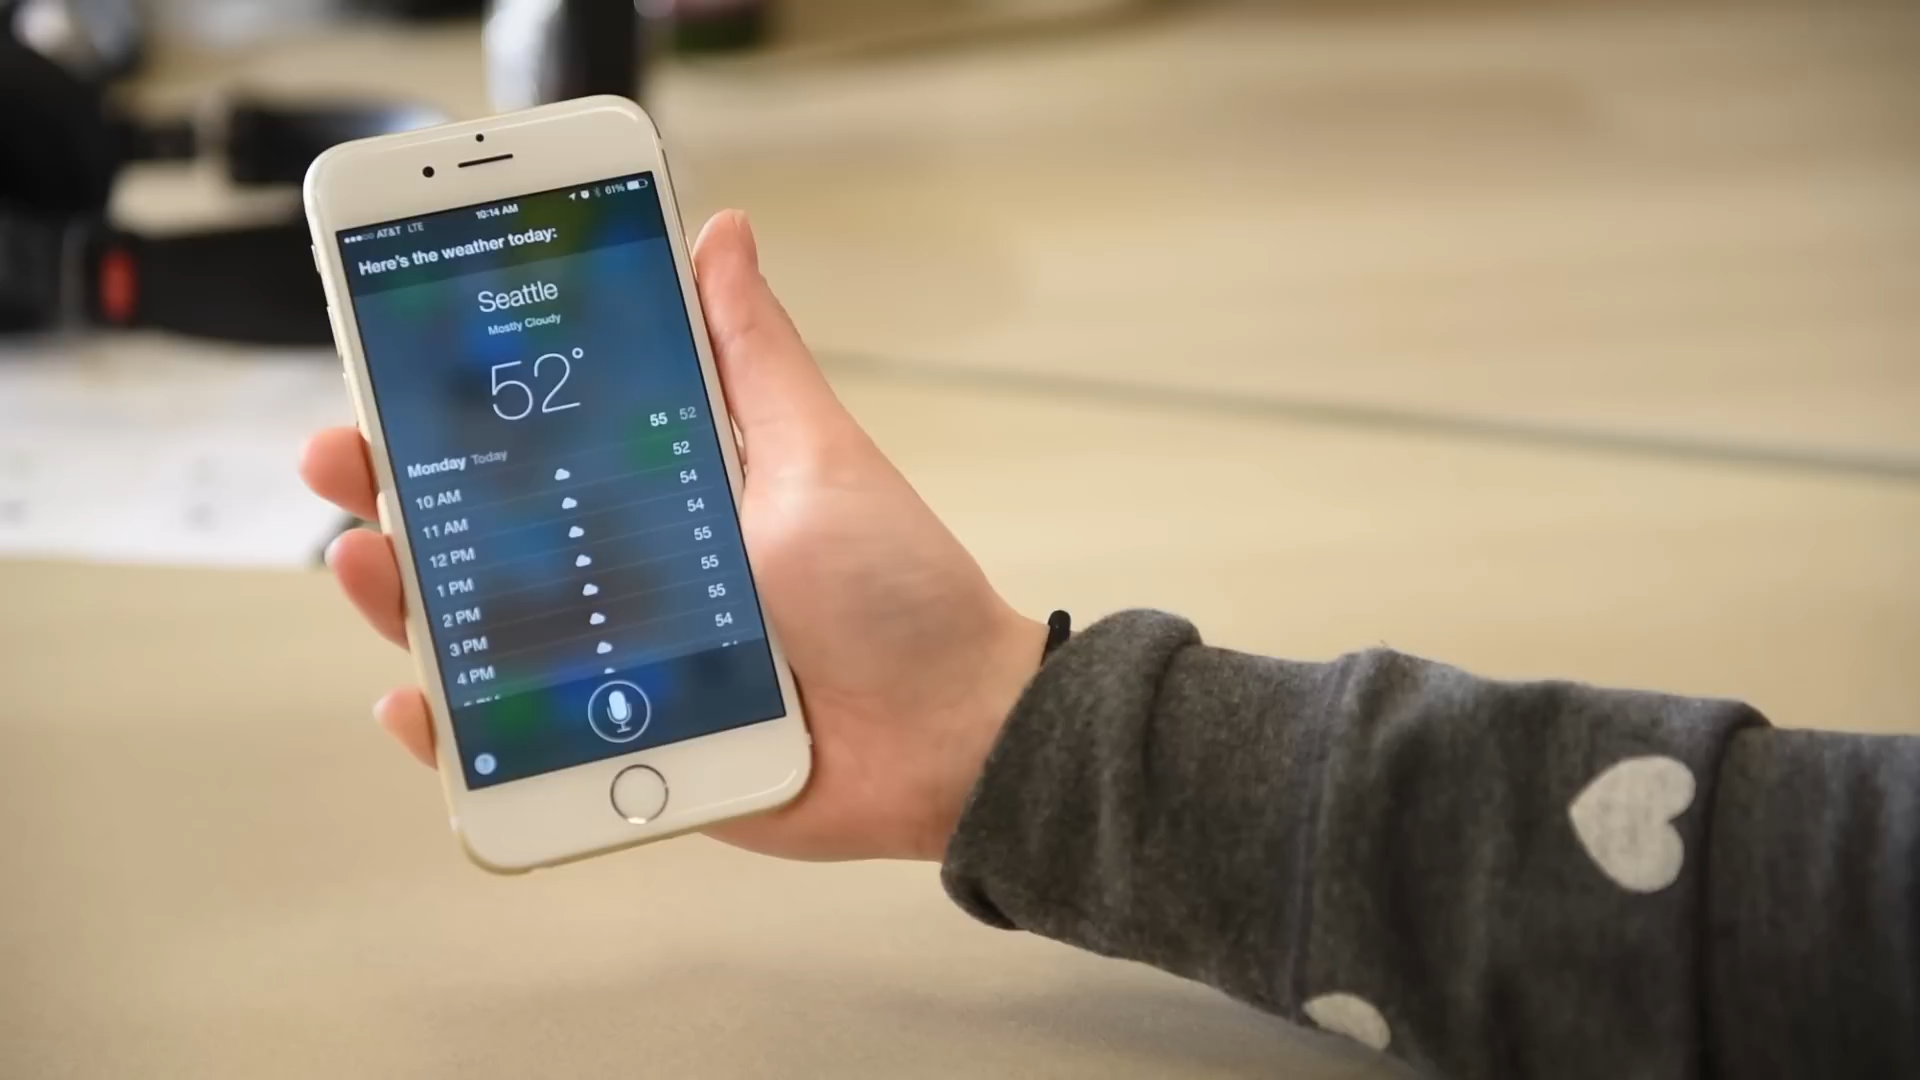 10:14 AM
61%
AT&T LTE
Here's the weather today:
Seattle
Mostly Cloudy
52°
Monday Today 55 52
10 AM 52
11 AM 54
12 PM 54
1 PM 55
2 PM 55
3 PM 55
4 PM 54
?